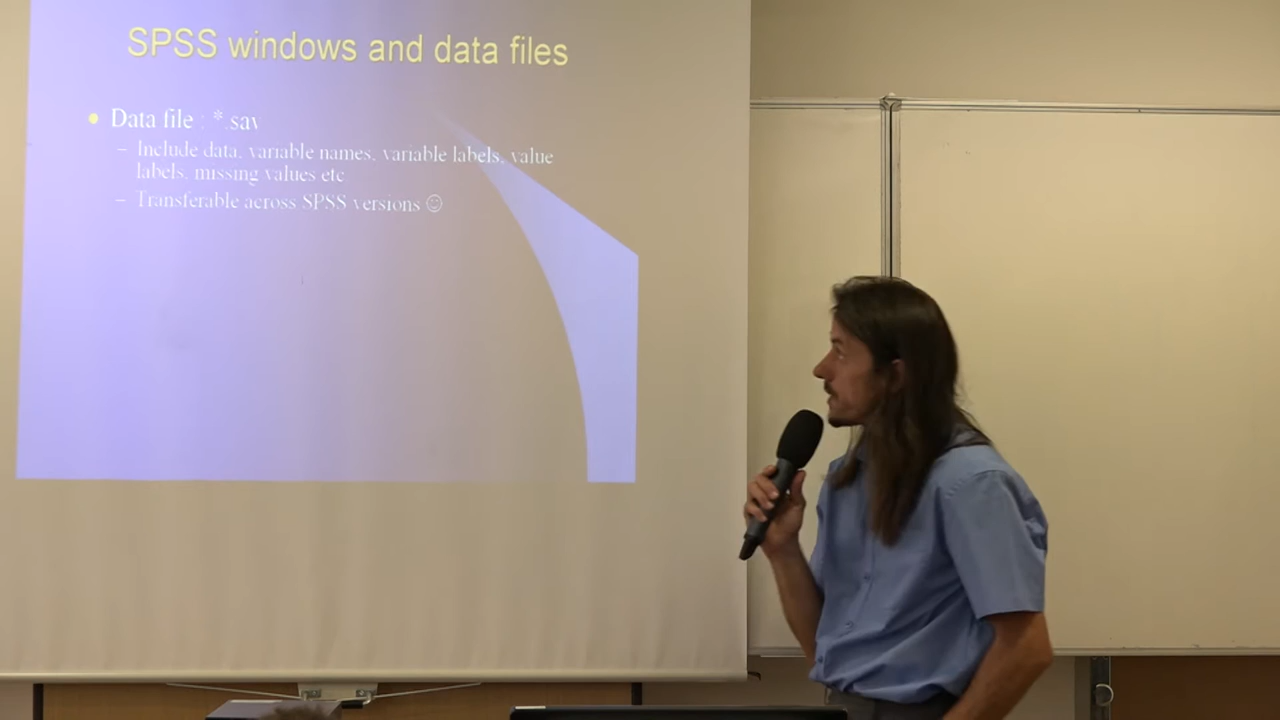 SPSS windows and data files
• Data file : *.sav
– Include data, variable names, variable labels, value
labels, missing values etc
– Transferable across SPSS versions ☺